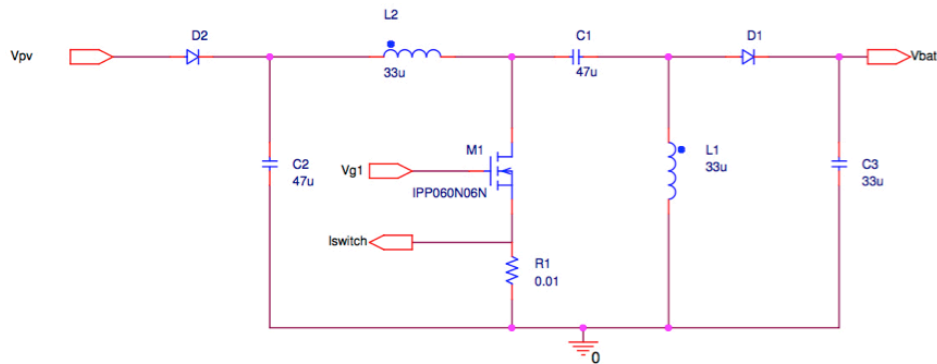 L2
D2
C1
D1
Vpv
Vbat
33u
47u
M1
L1
C2
Vg1
C3
47u
33u
33u
IPP060N06N
Iswitch
R1
0.01
0